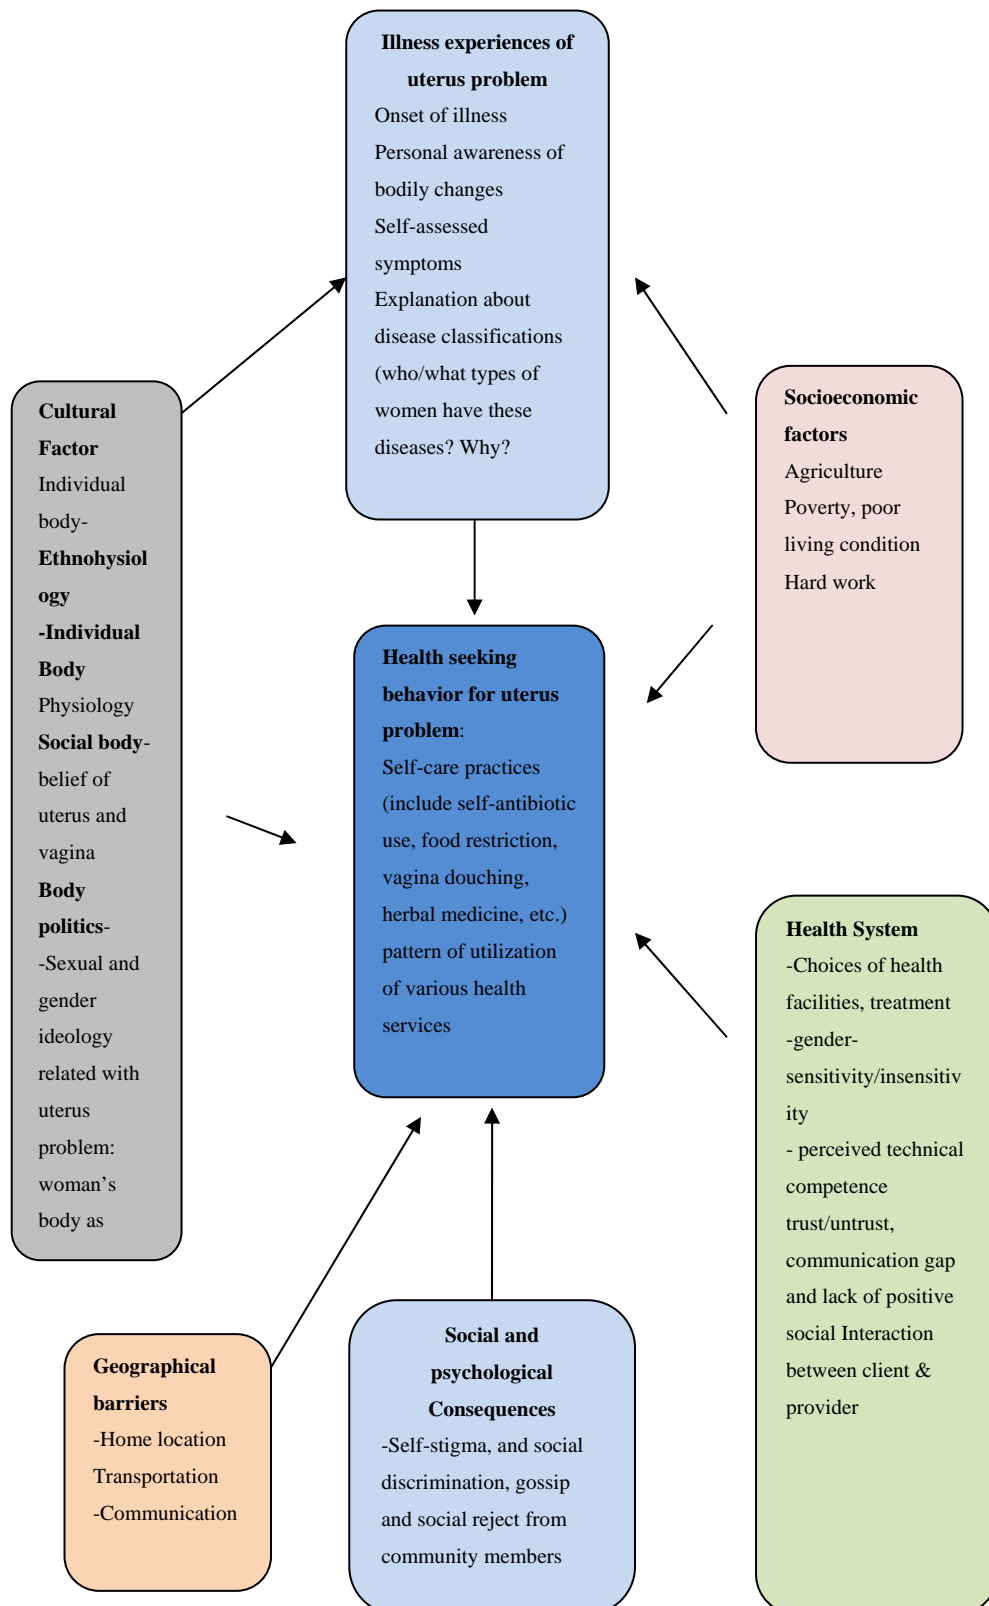 Illness experiences of
uterus problem
Onset of illness
Personal awareness of
bodily changes
Self-assessed
symptoms
Explanation about
disease classifications
(who/what types of
women have these
diseases? Why?
Cultural
Factor
Individual
body-
Ethnohysiol
ogy
-Individual
Body
Physiology
Social body-
belief of
uterus and
vagina
Body
politics-
-Sexual and
gender
ideology
related with
uterus
problem:
woman’s
body as
Socioeconomic
factors
Agriculture
Poverty, poor
living condition
Hard work
Health seeking
behavior for uterus
problem:
Self-care practices
(include self-antibiotic
use, food restriction,
vagina douching,
herbal medicine, etc.)
pattern of utilization
of various health
services
Health System
-Choices of health
facilities, treatment
-gender-
sensitivity/insensitiv
ity
- perceived technical
competence
trust/untrust,
communication gap
and lack of positive
social Interaction
between client &
provider
Geographical
barriers
-Home location
Transportation
-Communication
Social and
psychological
Consequences
-Self-stigma, and social
discrimination, gossip
and social reject from
community members